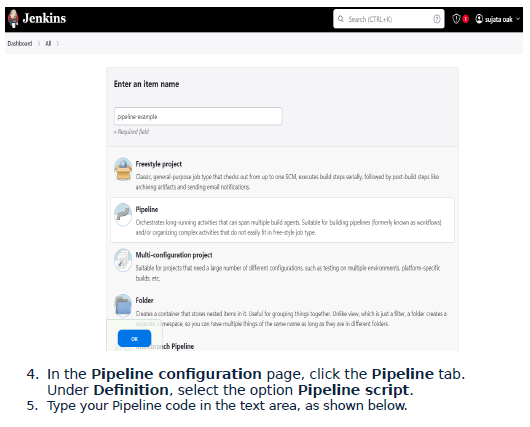 Jenkins
Search (CTRL+K)
sujata oak
Dashboard > All >
Enter an item name
pipeline-example
» Required field
Freestyle project
Classic, general-purpose job type that checks out from up to one SCM, executes build steps serially, followed by post-build steps like
archiving artifacts and sending email notifications.
Pipeline
Orchestrates long-running activities that can span multiple build agents. Suitable for building pipelines (formerly known as workflows)
and/or organizing complex activities that do not easily fit in free-style job type.
Multi-configuration project
Suitable for projects that need a large number of different configurations, such as testing on multiple environments, platform-specific
builds, etc.
Folder
Creates a container that stores nested items in it. Useful for grouping things together. Unlike view, which is just a filter, a folder creates a
separate namespace, so you can have multiple things of the same name as long as they are in different folders.
OK
branch Pipeline
4. In the Pipeline configuration page, click the Pipeline tab.
Under Definition, select the option Pipeline script.
5. Type your Pipeline code in the text area, as shown below.